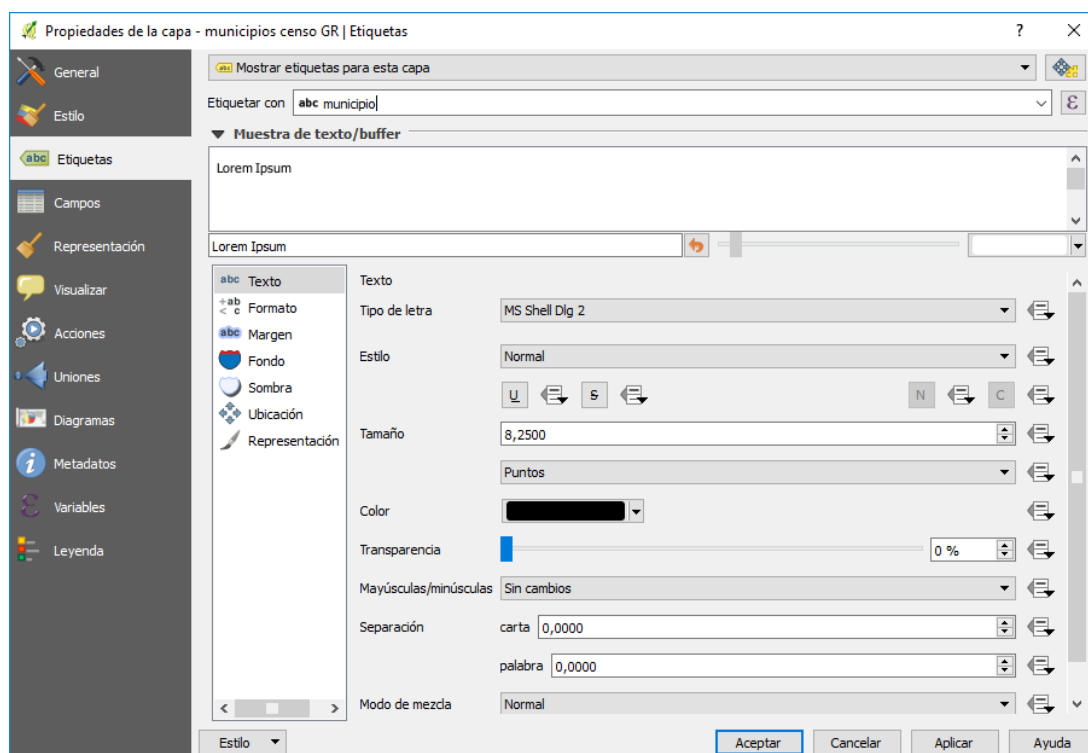 Propiedades de la capa - municipios censo GR | Etiquetas
?
General
Estilo
abc Etiquetas
Campos
Representación
Visualizar
Acciones
Uniones
Diagramas
Metadatos
Variables
Leyenda
abc Mostrar etiquetas para esta capa
Etiquetar con abc municipio ε
Muestra de texto/buffer
Lorem Ipsum
Lorem Ipsum
abc Texto
+ab < c Formato
abc Margen
Fondo
Sombra
Ubicación
Representación
Texto
Tipo de letra MS Shell Dlg 2
Estilo Normal
U S N C
Tamaño 8,2500
Puntos
Color
Transparencia 0 %
Mayúsculas/minúsculas Sin cambios
Separación carta 0,0000
palabra 0,0000
Modo de mezcla Normal
Estilo Aceptar Cancelar Aplicar Ayuda